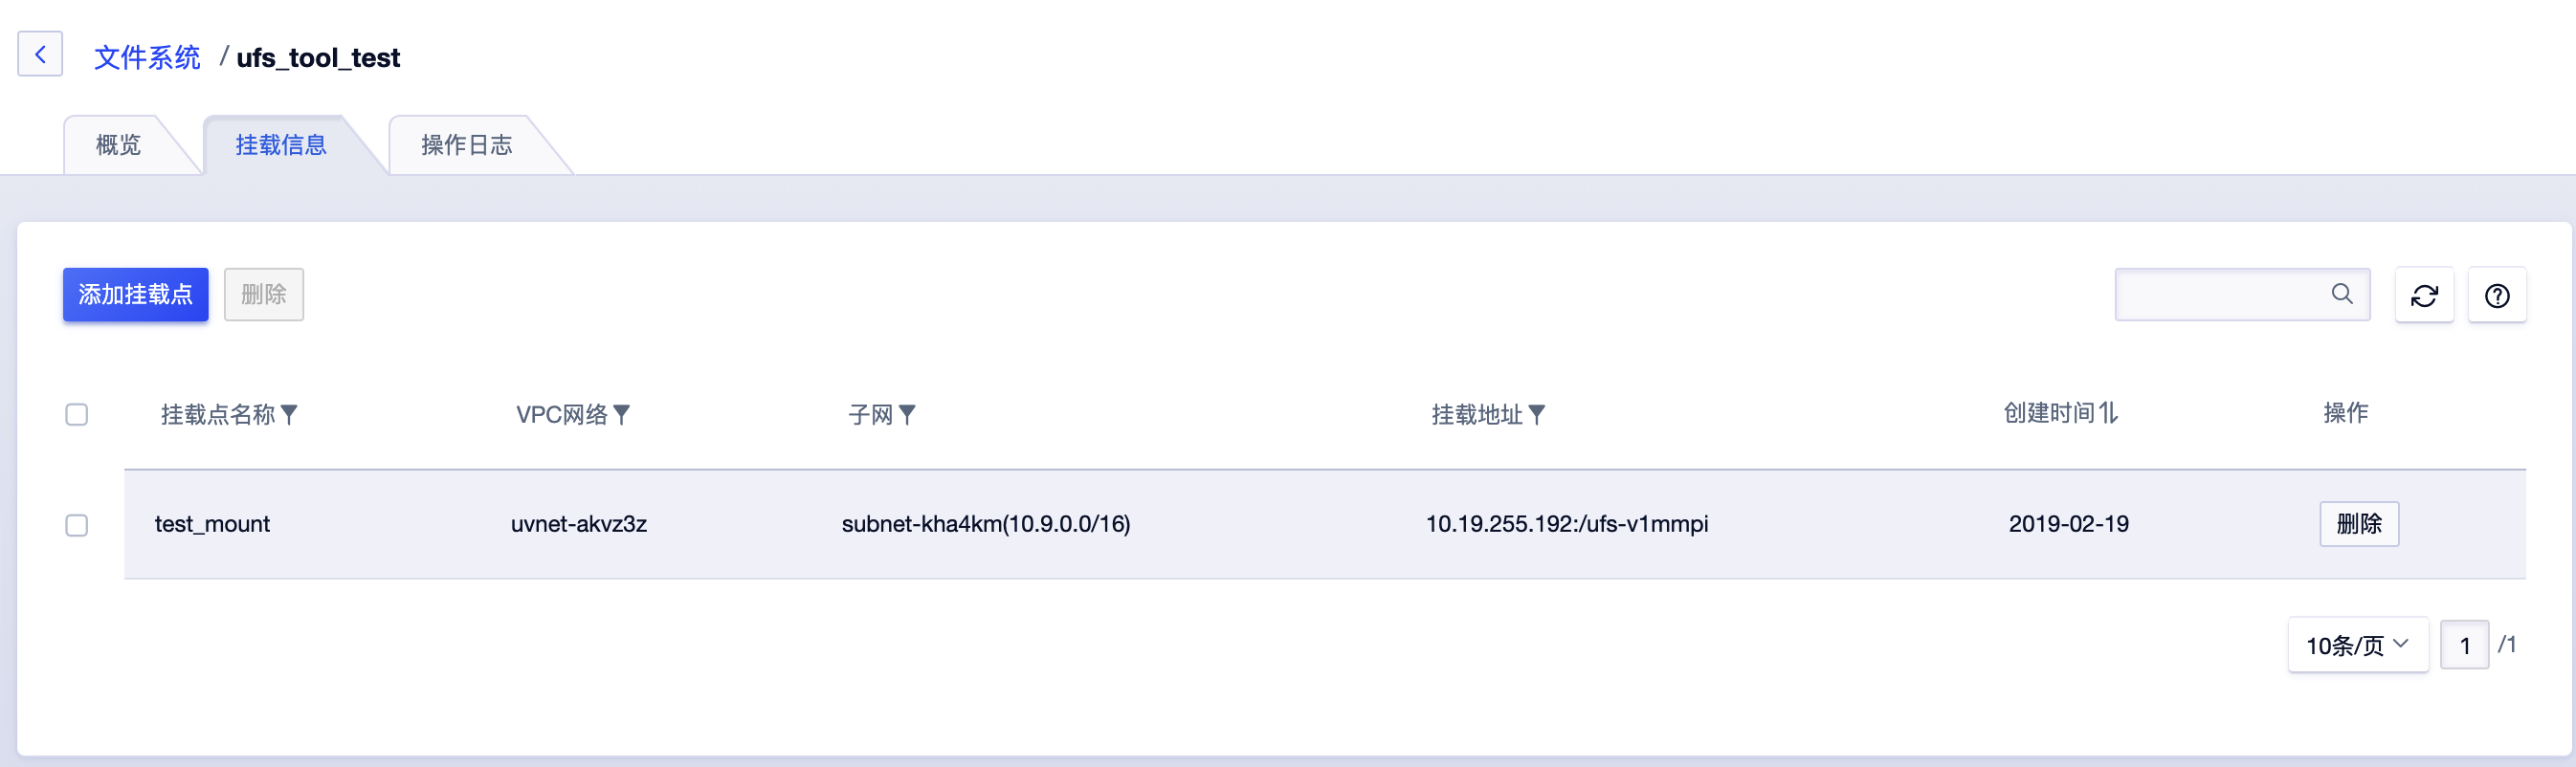 文件系统 / ufs_tool_test
概览 挂载信息 操作日志
添加挂载点 删除
挂载点名称 VPC网络 子网 挂载地址 创建时间 操作
test_mount uvnet-akvz3z subnet-kha4km(10.9.0.0/16) 10.19.255.192:/ufs-v1mmpi 2019-02-19 删除
10条/页 1 /1